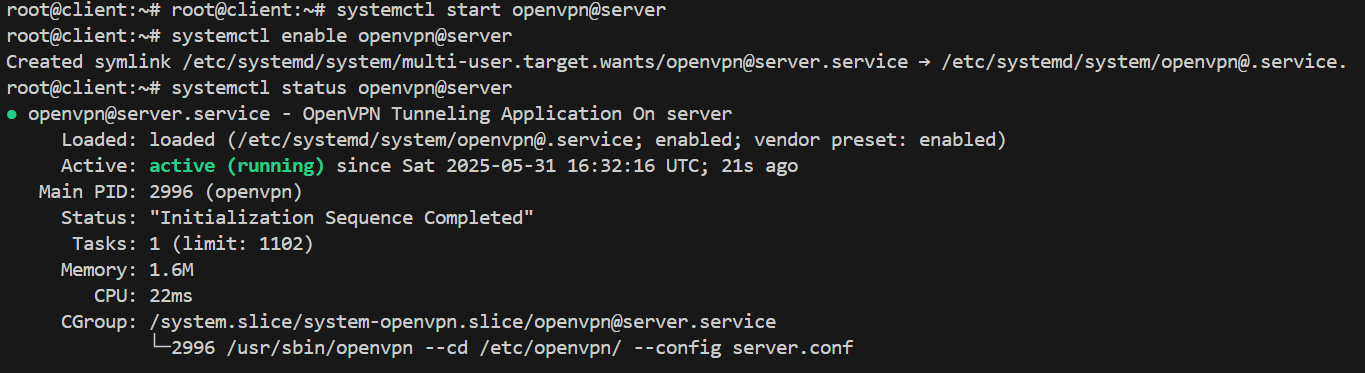 root@client:~# root@client:~# systemctl start openvpn@server
root@client:~# systemctl enable openvpn@server
Created symlink /etc/systemd/system/multi-user.target.wants/openvpn@server.service → /etc/systemd/system/openvpn@.service.
root@client:~# systemctl status openvpn@server
● openvpn@server.service - OpenVPN Tunneling Application On server
     Loaded: loaded (/etc/systemd/system/openvpn@.service; enabled; vendor preset: enabled)
     Active: active (running) since Sat 2025-05-31 16:32:16 UTC; 21s ago
   Main PID: 2996 (openvpn)
     Status: "Initialization Sequence Completed"
      Tasks: 1 (limit: 1102)
     Memory: 1.6M
        CPU: 22ms
     CGroup: /system.slice/system-openvpn.slice/openvpn@server.service
             └─2996 /usr/sbin/openvpn --cd /etc/openvpn/ --config server.conf